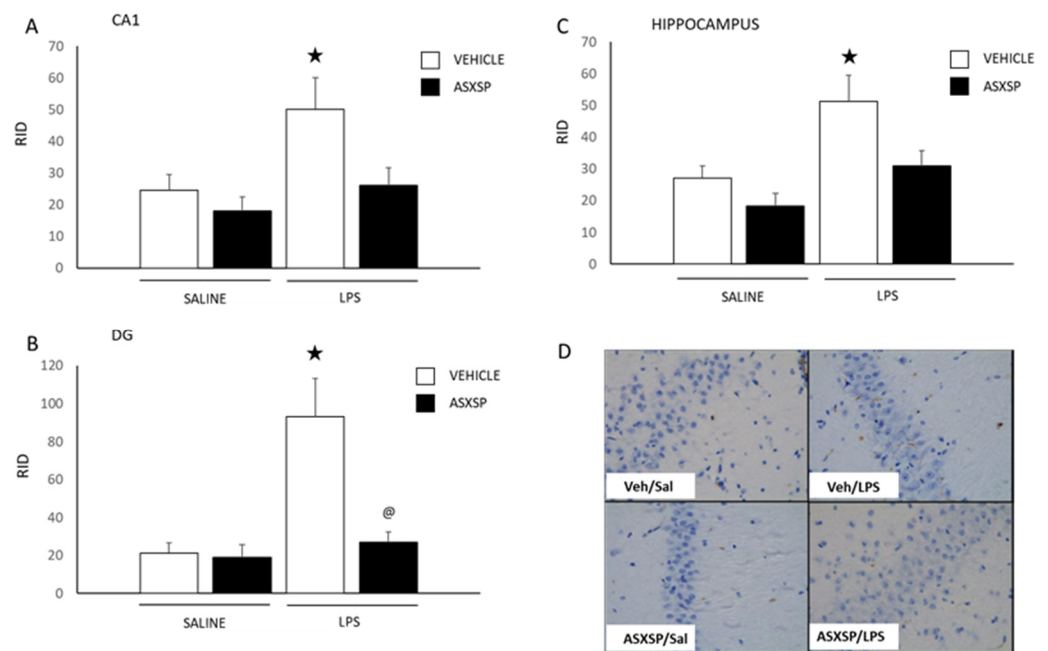 A
CA1
70
60
50
40
30
20
10
0
RID
★
VEHICLE
ASXSP
SALINE
LPS
C
HIPPOCAMPUS
70
60
50
40
30
20
10
0
RID
★
VEHICLE
ASXSP
SALINE
LPS
B
DG
120
100
80
60
40
20
0
RID
★
@
VEHICLE
ASXSP
SALINE
LPS
D
Veh/Sal
Veh/LPS
ASXSP/Sal
ASXSP/LPS